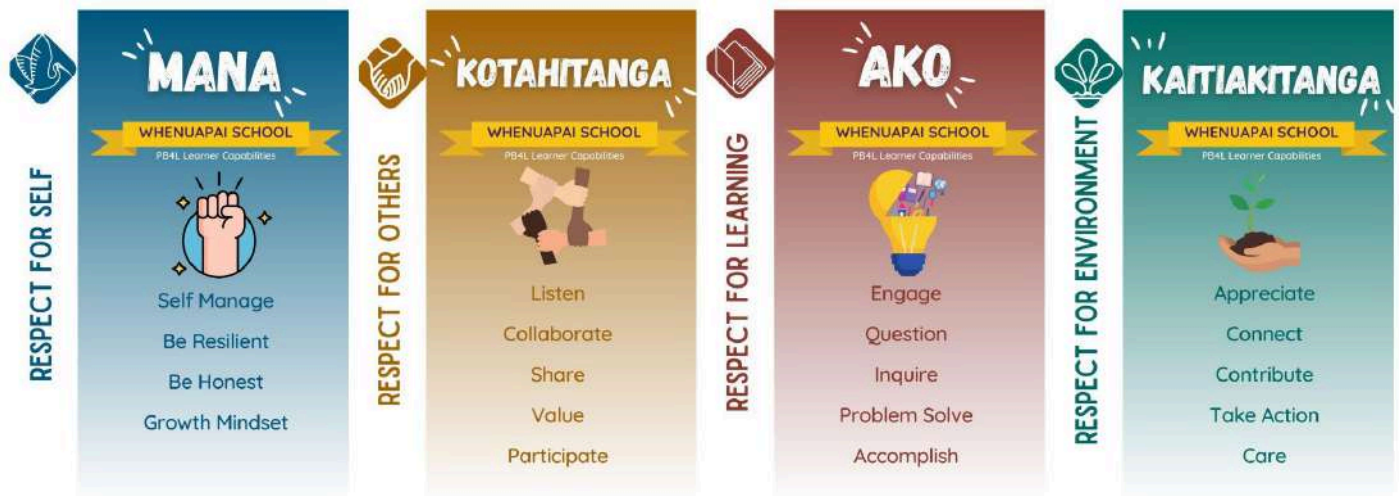 RESPECT FOR SELF
MANA
WHENUAPAI SCHOOL
PB4L Learner Capabilities
Self Manage
Be Resilient
Be Honest
Growth Mindset
RESPECT FOR OTHERS
KOTAHITANGA
WHENUAPAI SCHOOL
PB4L Learner Capabilities
Listen
Collaborate
Share
Value
Participate
RESPECT FOR LEARNING
AKO
WHENUAPAI SCHOOL
PB4L Learner Capabilities
Engage
Question
Inquire
Problem Solve
Accomplish
RESPECT FOR ENVIRONMENT
KAITIAKITANGA
WHENUAPAI SCHOOL
PB4L Learner Capabilities
Appreciate
Connect
Contribute
Take Action
Care